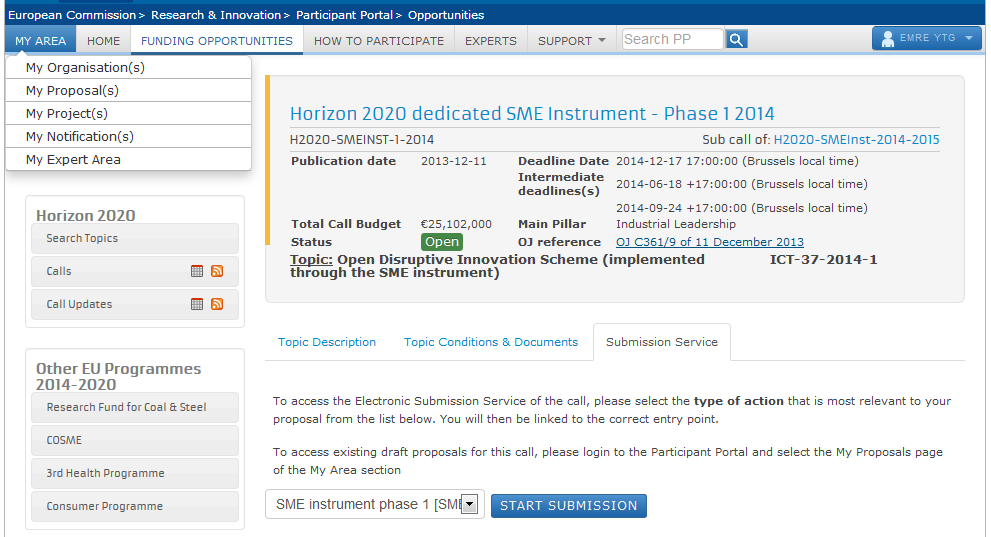 European Commission> Research & Innovation> Participant Portal> Opportunities
MY AREA HOME FUNDING OPPORTUNITIES HOW TO PARTICIPATE EXPERTS SUPPORT Search PP EMRE YTG
My Organisation(s)
My Proposal(s)
My Project(s)
My Notification(s)
My Expert Area
Horizon 2020
Search Topics
Calls
Call Updates
Other EU Programmes
2014-2020
Research Fund for Coal & Steel
COSME
3rd Health Programme
Consumer Programme
Horizon 2020 dedicated SME Instrument - Phase 1 2014
H2020-SMEINST-1-2014 Sub call of: H2020-SMEInst-2014-2015
Publication date 2013-12-11 Deadline Date 2014-12-17 17:00:00 (Brussels local time)
Intermediate
deadlines(s) 2014-06-18 +17:00:00 (Brussels local time)
2014-09-24 +17:00:00 (Brussels local time)
Total Call Budget €25,102,000 Main Pillar Industrial Leadership
Status Open OJ reference OJ C361/9 of 11 December 2013
Topic: Open Disruptive Innovation Scheme (implemented ICT-37-2014-1
through the SME instrument)
Topic Description Topic Conditions & Documents Submission Service
To access the Electronic Submission Service of the call, please select the type of action that is most relevant to your
proposal from the list below. You will then be linked to the correct entry point.
To access existing draft proposals for this call, please login to the Participant Portal and select the My Proposals page
of the My Area section
SME instrument phase 1 [SME START SUBMISSION